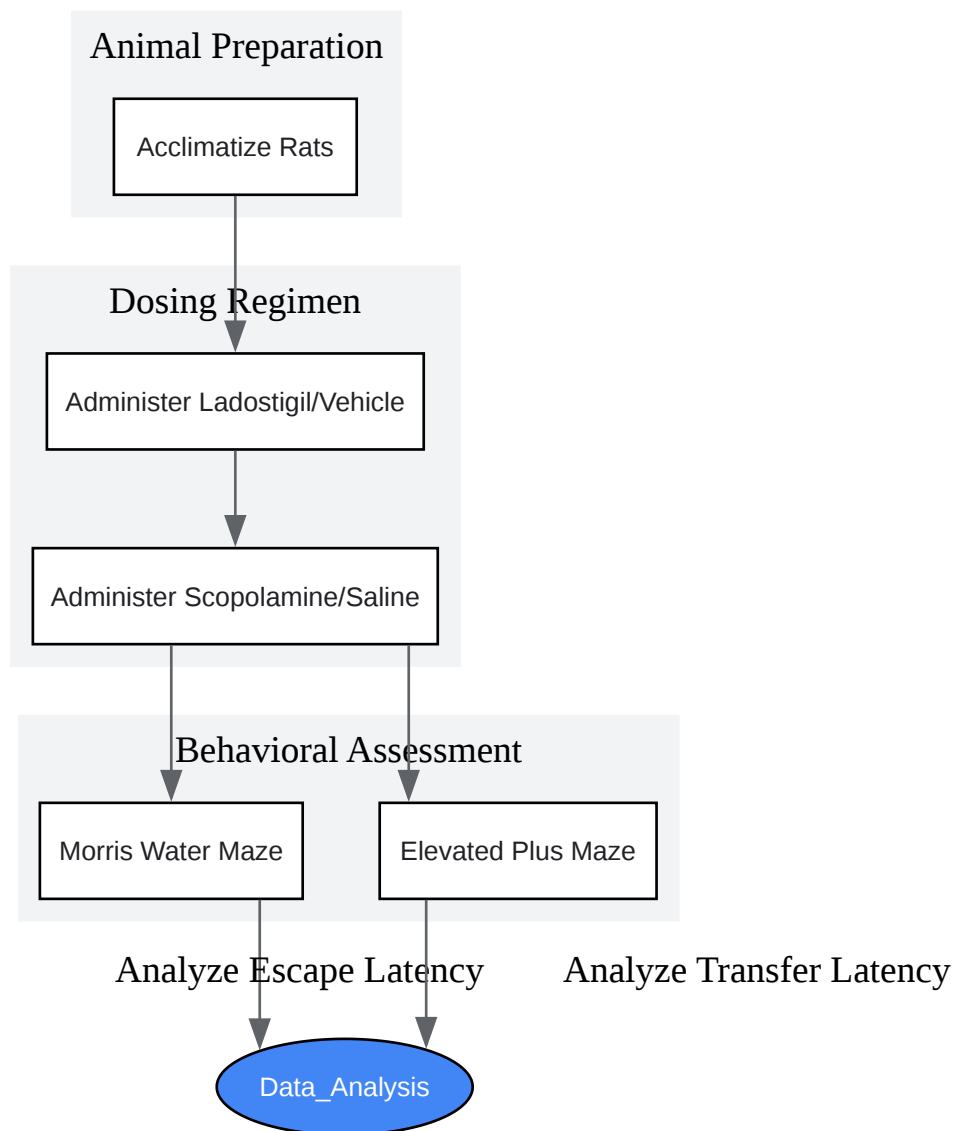 Animal Preparation
Acclimatize Rats
Dosing Regimen
Administer Ladostigil/Vehicle
Administer Scopolamine/Saline
Behavioral Assessment
Morris Water Maze
Elevated Plus Maze
Analyze Escape Latency
Analyze Transfer Latency
Data_Analysis